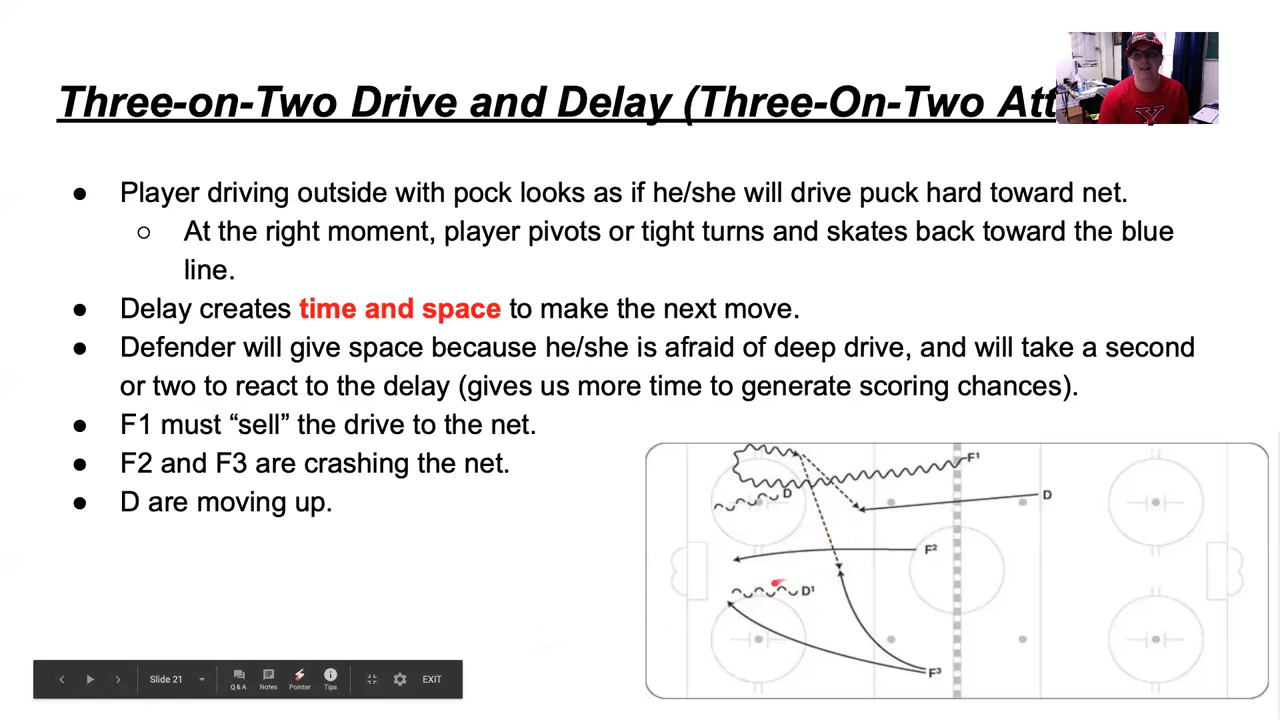 Three-on-Two Drive and Delay (Three-On-Two Att
● Player driving outside with pock looks as if he/she will drive puck hard toward net.
○ At the right moment, player pivots or tight turns and skates back toward the blue
line.
● Delay creates time and space to make the next move.
● Defender will give space because he/she is afraid of deep drive, and will take a second
or two to react to the delay (gives us more time to generate scoring chances).
● F1 must “sell” the drive to the net.
● F2 and F3 are crashing the net.
● D are moving up.
F¹
D
D
F²
D¹
F³
Slide 21
Q&A Notes Pointer Tips
EXIT